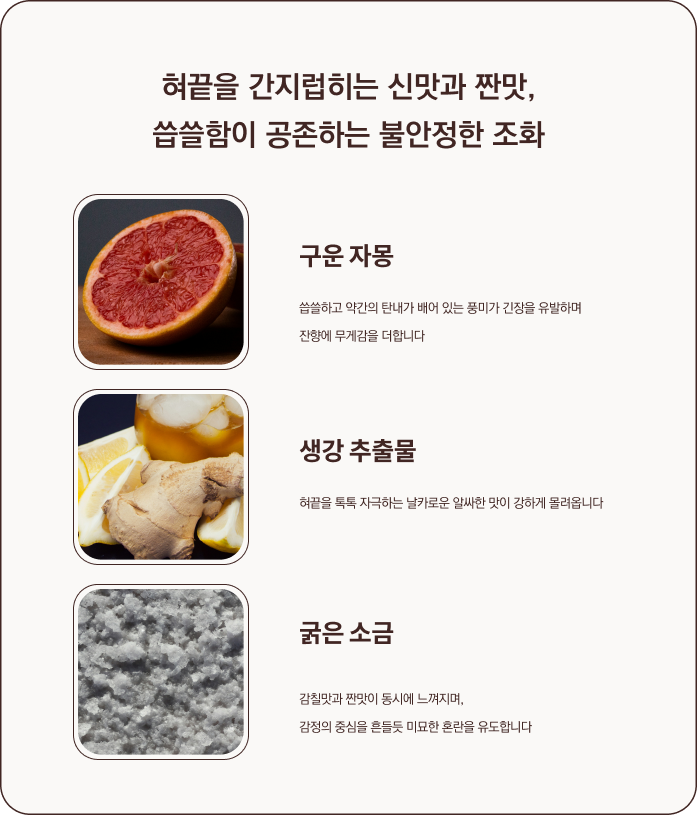 혀끝을 간지럽히는 신맛과 짠맛,
씁쓸함이 공존하는 불안정한 조화
구운 자몽
씁쓸하고 약간의 탄내가 배어 있는 풍미가 긴장을 유발하며
잔향에 무게감을 더합니다
생강 추출물
혀끝을 톡톡 자극하는 날카로운 알싸한 맛이 강하게 몰려옵니다
굵은 소금
감칠맛과 짠맛이 동시에 느껴지며,
감정의 중심을 흔들듯 미묘한 혼란을 유도합니다